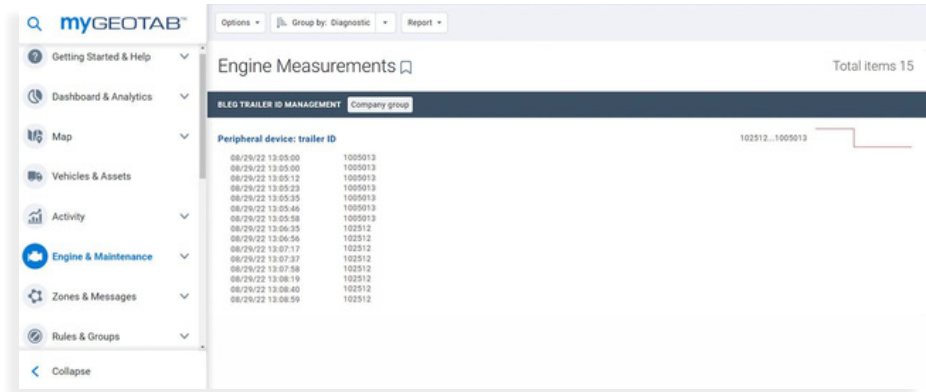 myGEOTAB™
Options
Group by: Diagnostic
Report
Getting Started & Help
Dashboard & Analytics
Map
Vehicles & Assets
Activity
Engine & Maintenance
Zones & Messages
Rules & Groups
Collapse
Engine Measurements
Total items 15
BLEG TRAILER ID MANAGEMENT Company group
Peripheral device: trailer ID 102512...1005013
08/29/22 13:05:00 1005013
08/29/22 13:05:00 1005013
08/29/22 13:05:12 1005013
08/29/22 13:05:23 1005013
08/29/22 13:05:35 1005013
08/29/22 13:05:46 1005013
08/29/22 13:05:58 1005013
08/29/22 13:06:35 102512
08/29/22 13:06:56 102512
08/29/22 13:07:17 102512
08/29/22 13:07:37 102512
08/29/22 13:07:58 102512
08/29/22 13:08:19 102512
08/29/22 13:08:40 102512
08/29/22 13:08:59 102512